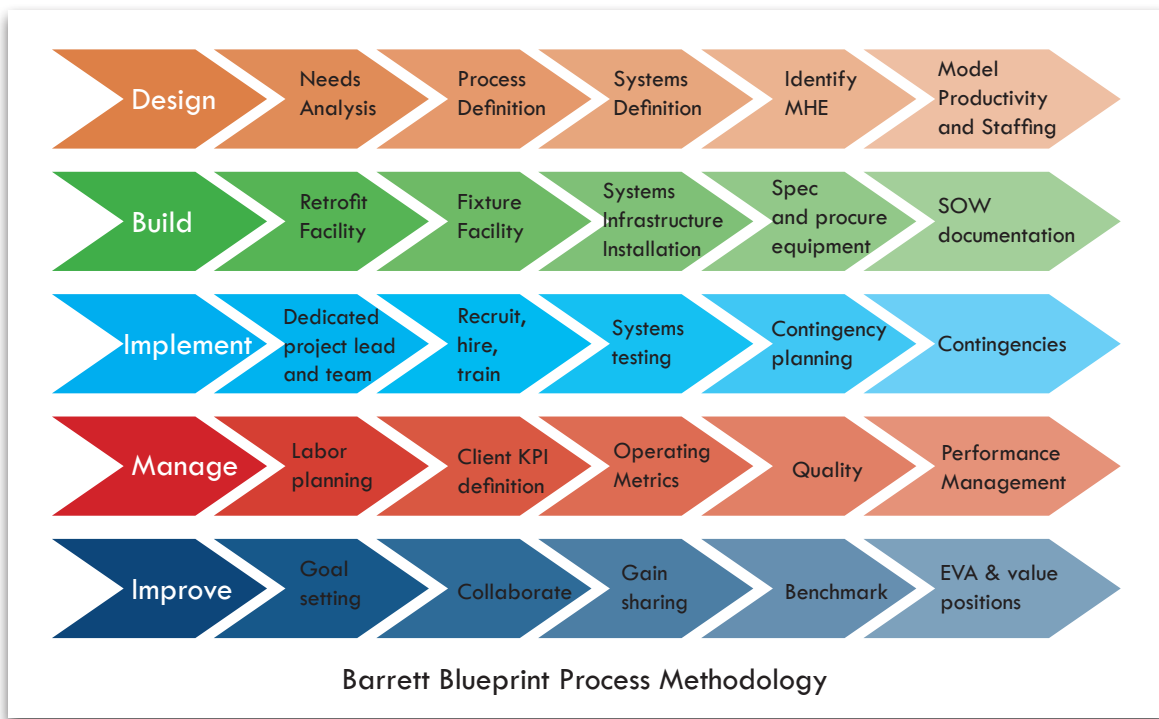 Design
Needs
Analysis
Process
Definition
Systems
Definition
Identify
MHE
Model
Productivity
and Staffing
Build
Retrofit
Facility
Fixture
Facility
Systems
Infrastructure
Installation
Spec
and procure
equipment
SOW
documentation
Implement
Dedicated
project lead
and team
Recruit,
hire,
train
Systems
testing
Contingency
planning
Contingencies
Manage
Labor
planning
Client KPI
definition
Operating
Metrics
Quality
Performance
Management
Improve
Goal
setting
Collaborate
Gain
sharing
Benchmark
EVA & value
positions
Barrett Blueprint Process Methodology